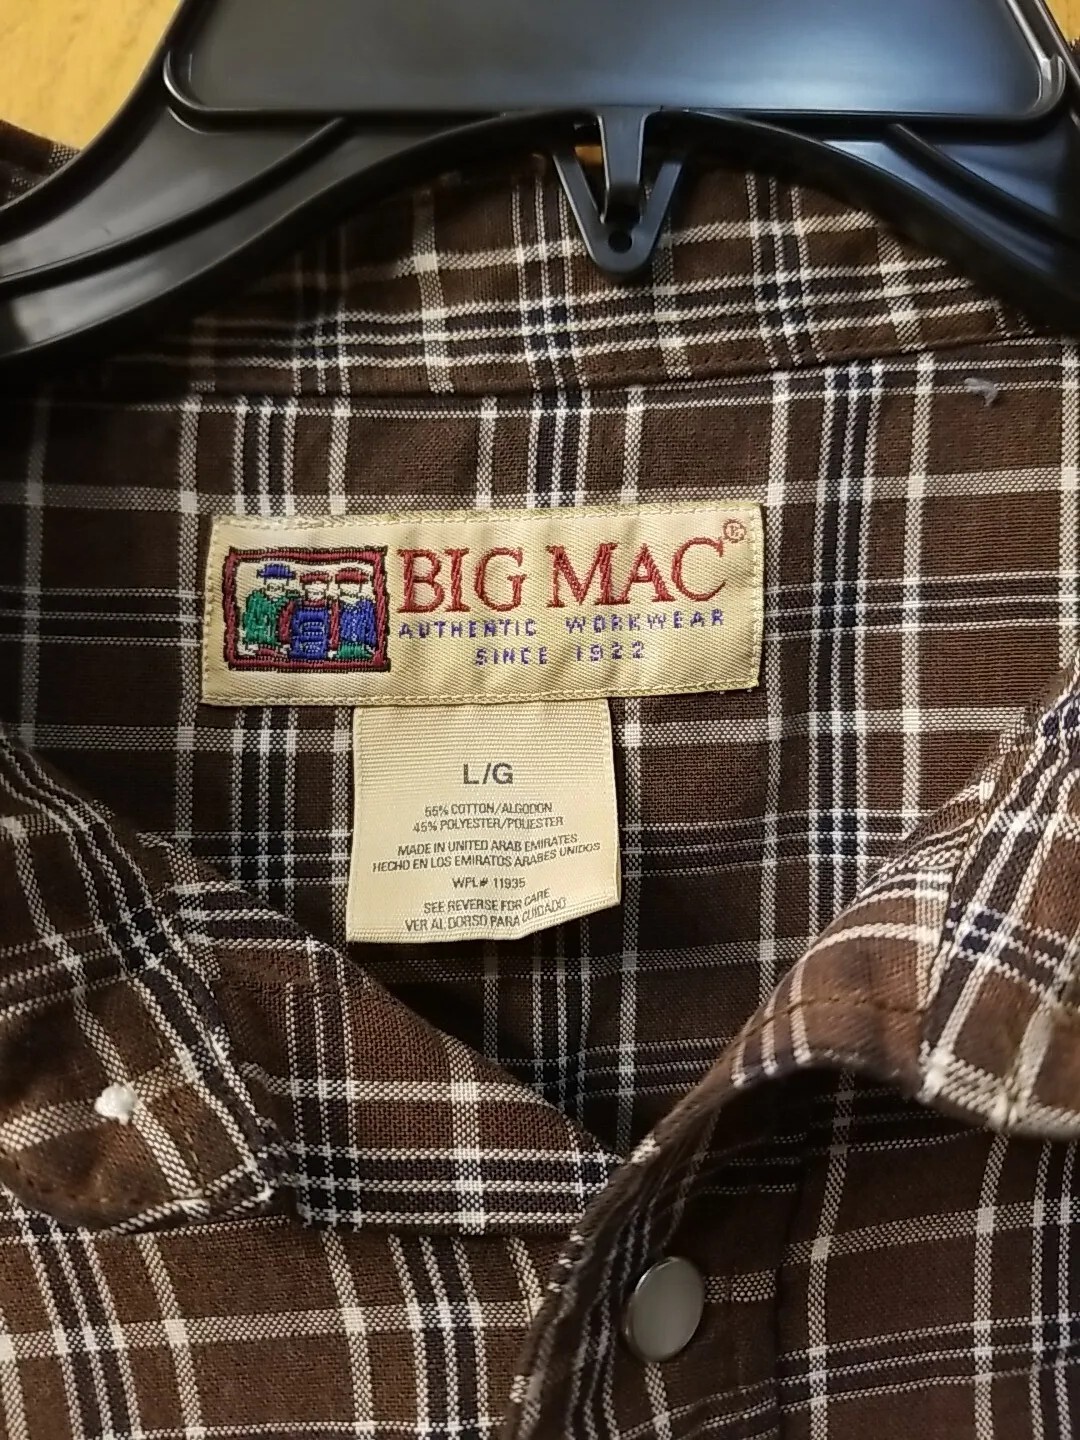 BIG MAC®
AUTHENTIC WORKWEAR
SINCE 1922
L/G
55% COTTON/ALGODON
45% POLYESTER/POLIESTER
MADE IN UNITED ARAB EMIRATES
HECHO EN LOS EMIRATOS ARABES UNIDOS
WPL# 11935
SEE REVERSE FOR CARE
VER AL DORSO PARA CUIDADO